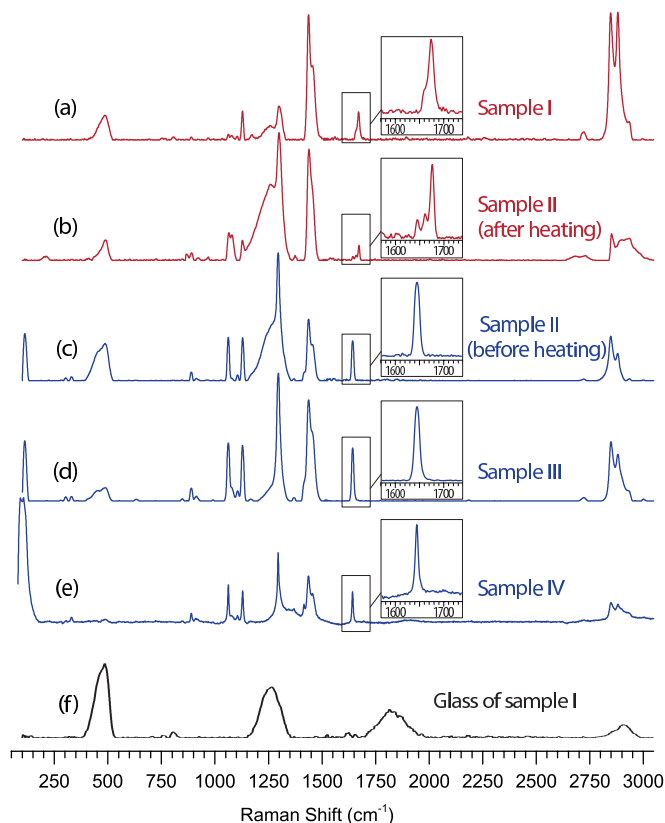 (a)
1600 1700
Sample I
(b)
1600 1700
Sample II
(after heating)
(c)
1600 1700
Sample II
(before heating)
(d)
1600 1700
Sample III
(e)
1600 1700
Sample IV
(f)
Glass of sample I
250 500 750 1000 1250 1500 1750 2000 2250 2500 2750 3000
Raman Shift (cm⁻¹)